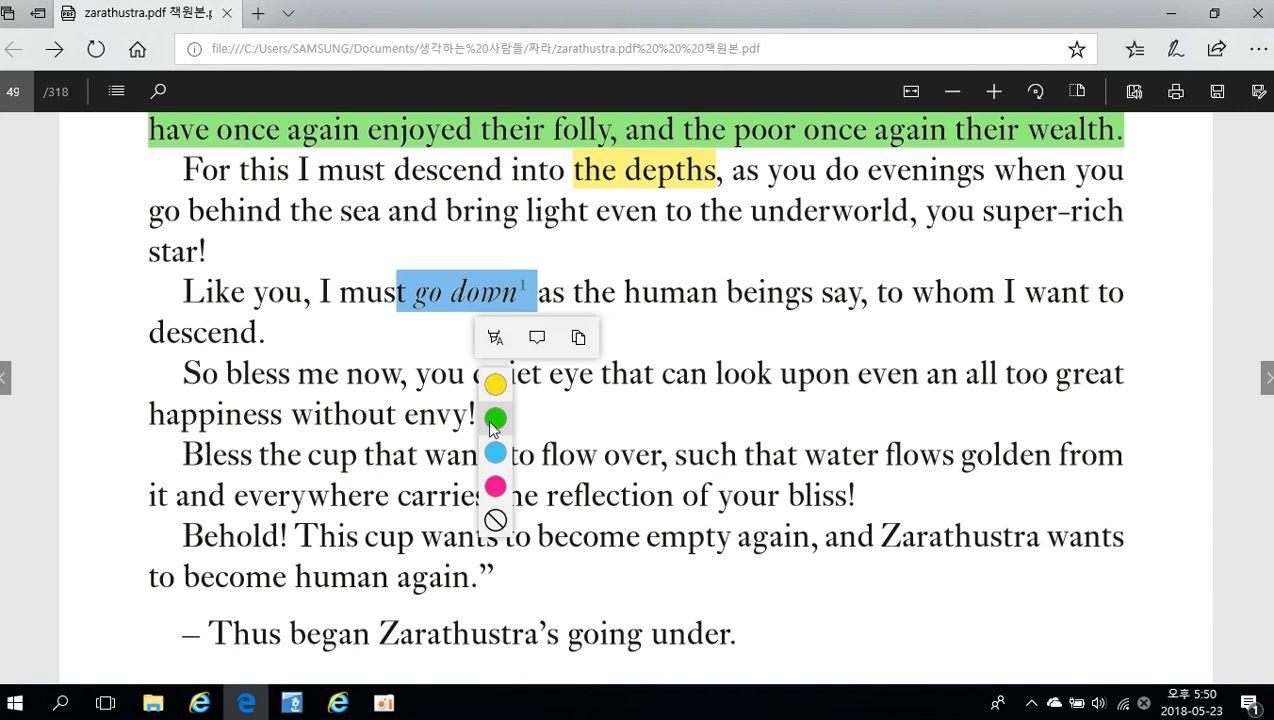 zarathustra.pdf 책원본.p
file:///C:/Users/SAMSUNG/Documents/생각하는%20사람들/짜라/zarathustra.pdf%20%20%20책원본.pdf
49 /318
have once again enjoyed their folly, and the poor once again their wealth.
For this I must descend into the depths, as you do evenings when you
go behind the sea and bring light even to the underworld, you super-rich
star!
Like you, I must go down¹ as the human beings say, to whom I want to
descend.
So bless me now, you quiet eye that can look upon even an all too great
happiness without envy!
Bless the cup that wants to flow over, such that water flows golden from
it and everywhere carries the reflection of your bliss!
Behold! This cup wants to become empty again, and Zarathustra wants
to become human again.”
– Thus began Zarathustra’s going under.
오후 5:50
2018-05-23